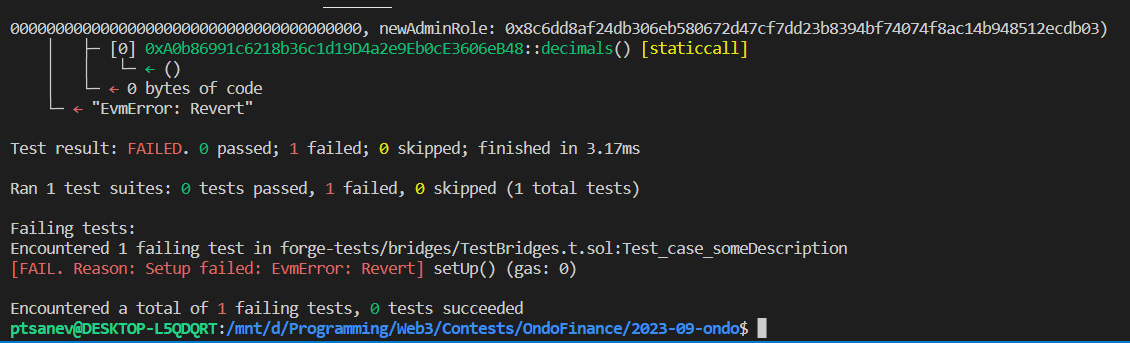 00000000000000000000000000000000000000, newAdminRole: 0x8c6dd8af24db306eb580672d47cf7dd23b8394bf74074f8ac14b948512ecdb03)
│ ├─ [0] 0xA0b86991c6218b36c1d19D4a2e9Eb0cE3606eB48::decimals() [staticcall]
│ │ └─ ← ()
│ └─ ← 0 bytes of code
└─ ← "EvmError: Revert"
Test result: FAILED. 0 passed; 1 failed; 0 skipped; finished in 3.17ms
Ran 1 test suites: 0 tests passed, 1 failed, 0 skipped (1 total tests)
Failing tests:
Encountered 1 failing test in forge-tests/bridges/TestBridges.t.sol:Test_case_someDescription
[FAIL. Reason: Setup failed: EvmError: Revert] setUp() (gas: 0)
Encountered a total of 1 failing tests, 0 tests succeeded
ptsanev@DESKTOP-L5QDQRT:/mnt/d/Programming/Web3/Contests/OndoFinance/2023-09-ondo$